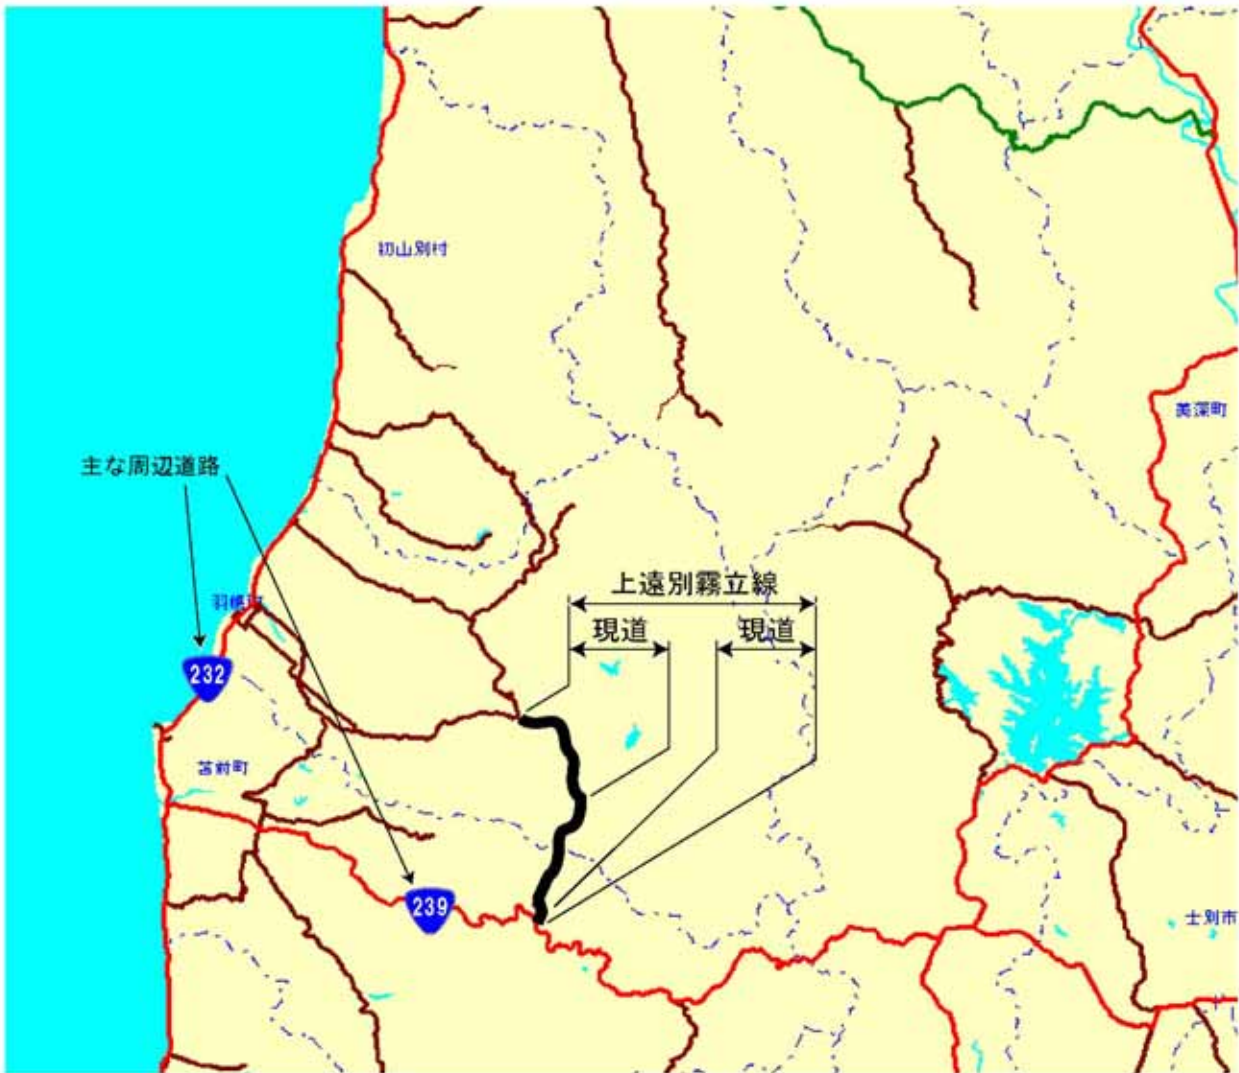 初山別村
美深町
主な周辺道路
上遠別霧立線
現道
現道
羽幌町
232
苫前町
239
士別市